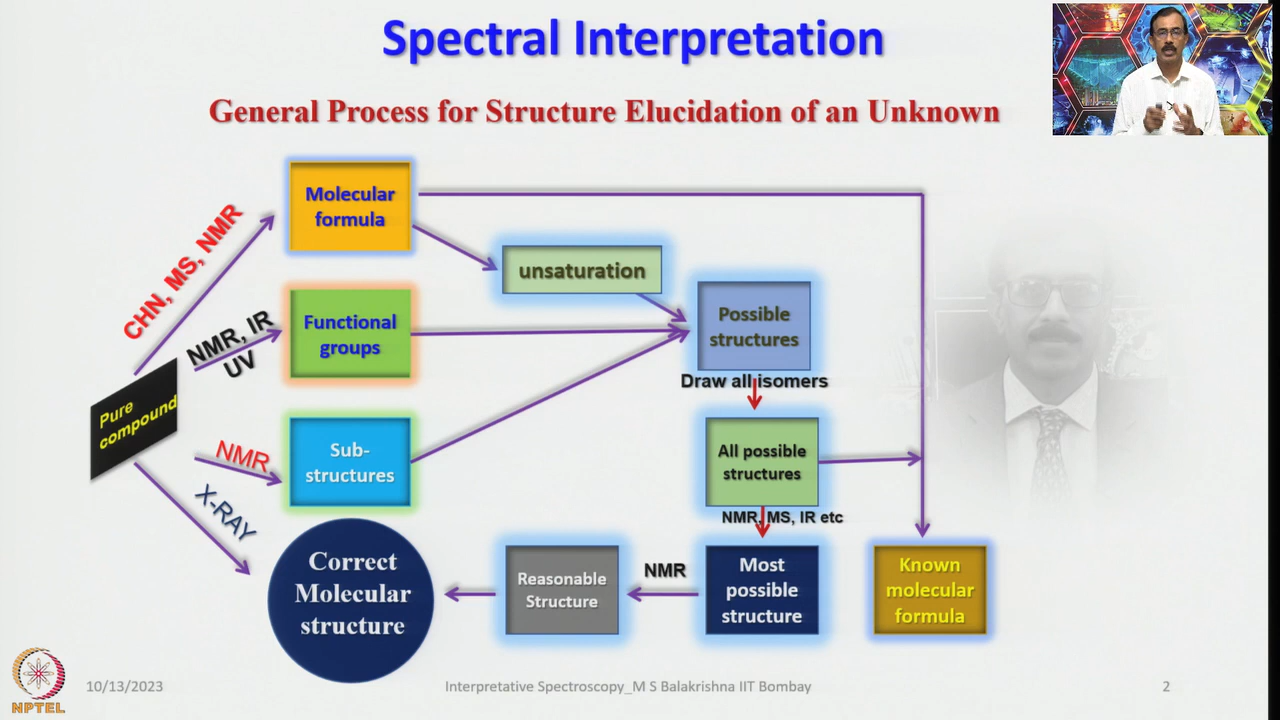 Spectral Interpretation
General Process for Structure Elucidation of an Unknown
Molecular
formula
CHN, MS, NMR
unsaturation
NMR, IR
UV
Functional
groups
Possible
structures
Draw all isomers
Pure
compound
NMR
Sub-
structures
All possible
structures
X-RAY
NMR, MS, IR etc
Correct
Molecular
structure
Reasonable
Structure
NMR
Most
possible
structure
Known
molecular
formula
NPTEL
10/13/2023
Interpretative Spectroscopy_M S Balakrishna IIT Bombay
2